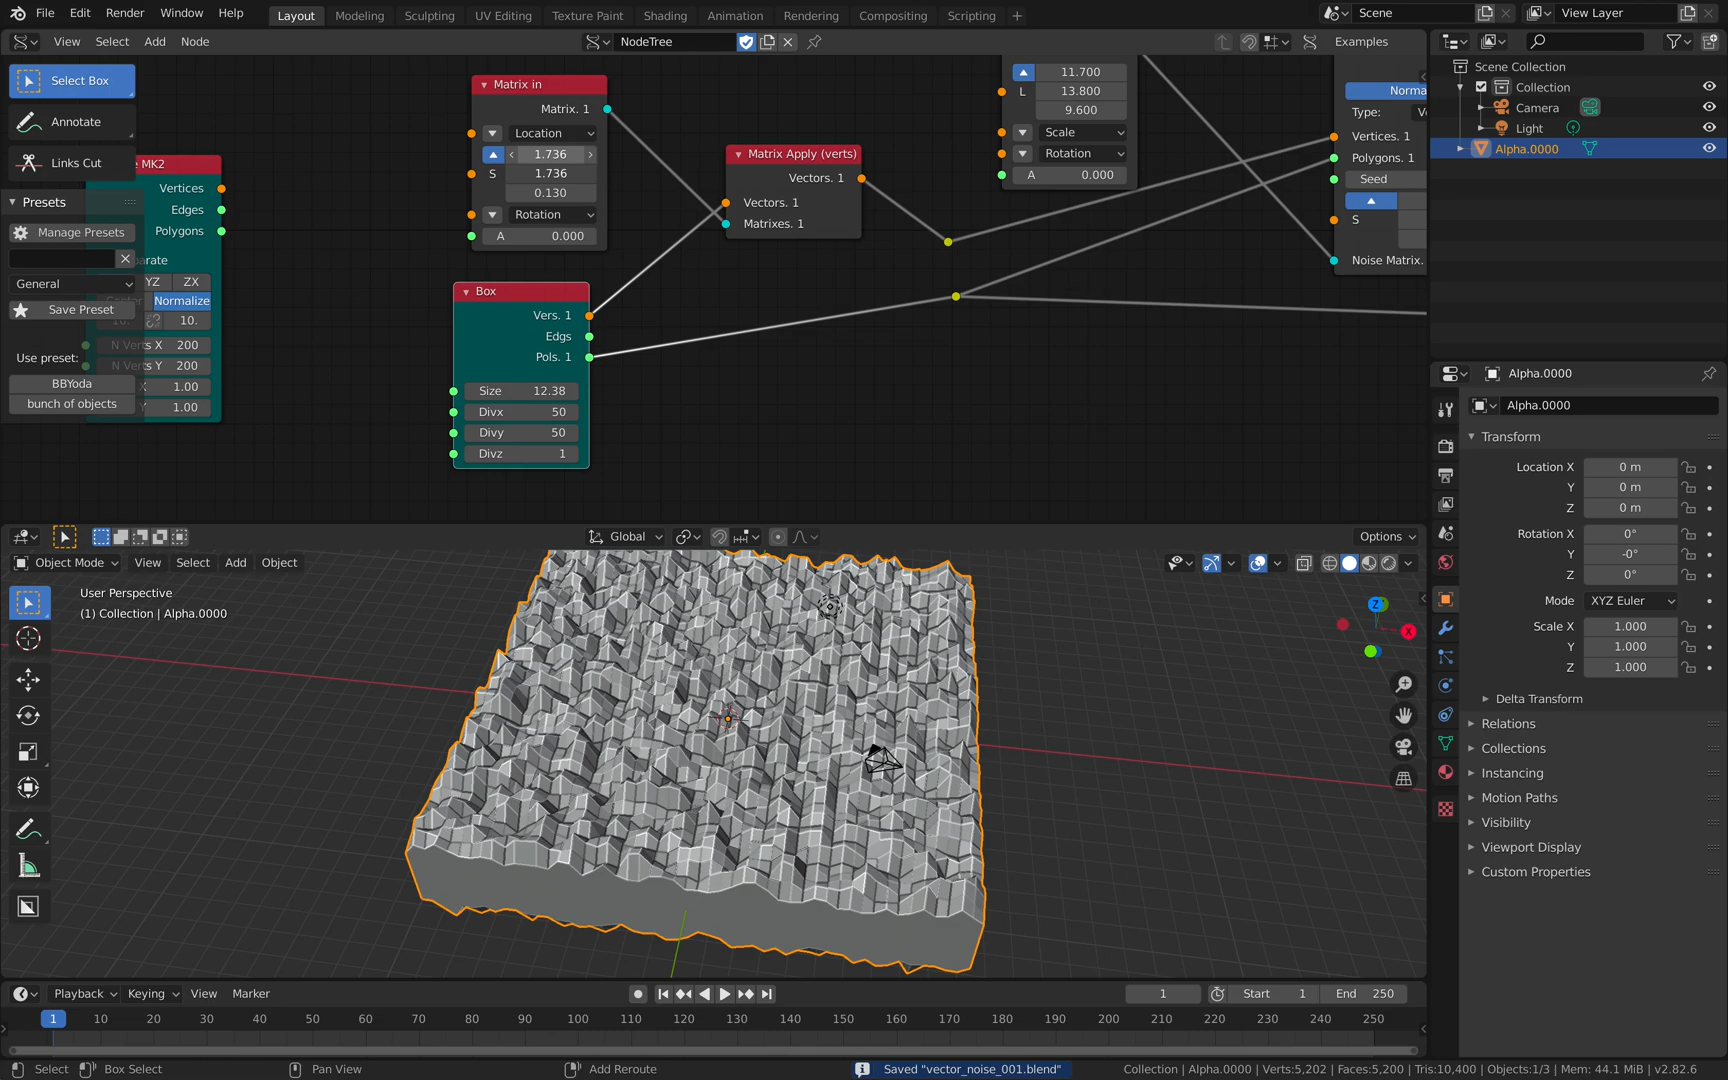 File Edit Render Window Help Layout Modeling Sculpting UV Editing Texture Paint Shading Animation Rendering Compositing Scripting + Scene View Layer
View Select Add Node NodeTree Examples
Select Box
Annotate
Links Cut
MK2
Vertices
Edges
Polygons
Presets
Manage Presets
arate
YZ ZX
General
Normalize
Save Preset
10. 10.
Use preset:
N Verts X 200
N Verts Y 200
BBYoda
X 1.00
bunch of objects
Y 1.00
Matrix in
Matrix. 1
Location
1.736
S 1.736
0.130
Rotation
A 0.000
Box
Vers. 1
Edgs
Pols. 1
Size 12.38
Divx 50
Divy 50
Divz 1
Matrix Apply (verts)
Vectors. 1
Vectors. 1
Matrixes. 1
11.700
L 13.800
9.600
Scale
Rotation
A 0.000
Norma
Type:
Vertices. 1
Polygons. 1
Seed
S
Noise Matrix.
Scene Collection
Collection
Camera
Light
Alpha.0000
Alpha.0000
Alpha.0000
Transform
Location X 0 m
Y 0 m
Z 0 m
Rotation X 0°
Y -0°
Z 0°
Mode XYZ Euler
Scale X 1.000
Y 1.000
Z 1.000
Delta Transform
Relations
Collections
Instancing
Motion Paths
Visibility
Viewport Display
Custom Properties
Global Options
Object Mode View Select Add Object
User Perspective
(1) Collection | Alpha.0000
Z
X
Playback Keying View Marker 1 Start 1 End 250
1 10 20 30 40 50 60 70 80 90 100 110 120 130 140 150 160 170 180 190 200 210 220 230 240 250
Select Box Select Pan View Add Reroute Saved "vector_noise_001.blend" Collection | Alpha.0000 | Verts:5,202 | Faces:5,200 | Tris:10,400 | Objects:1/3 | Mem: 44.1 MiB | v2.82.6